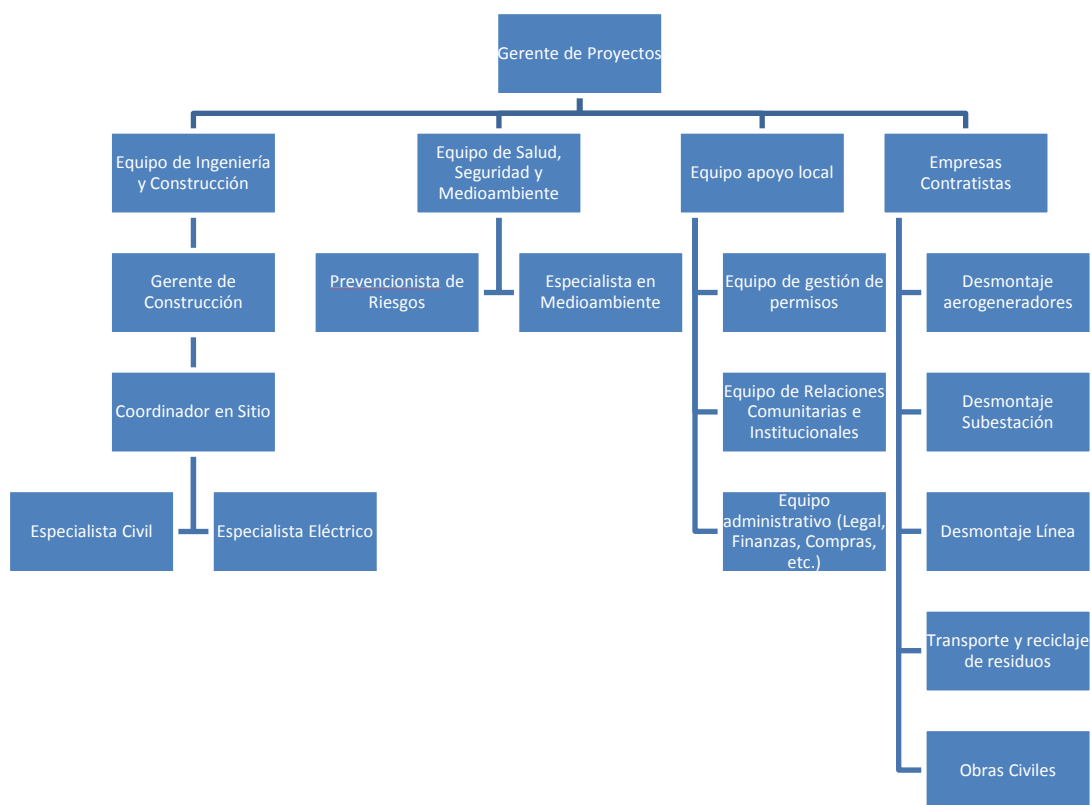 Gerente de Proyectos
Equipo de Ingeniería
y Construcción
Equipo de Salud,
Seguridad y
Medioambiente
Equipo apoyo local
Empresas
Contratistas
Gerente de
Construcción
Prevencionista de
Riesgos
Especialista en
Medioambiente
Equipo de gestión de
permisos
Desmontaje
aerogeneradores
Coordinador en Sitio
Equipo de Relaciones
Comunitarias e
Institucionales
Desmontaje
Subestación
Especialista Civil
Especialista Eléctrico
Equipo
administrativo (Legal,
Finanzas, Compras,
etc.)
Desmontaje Línea
Transporte y reciclaje
de residuos
Obras Civiles